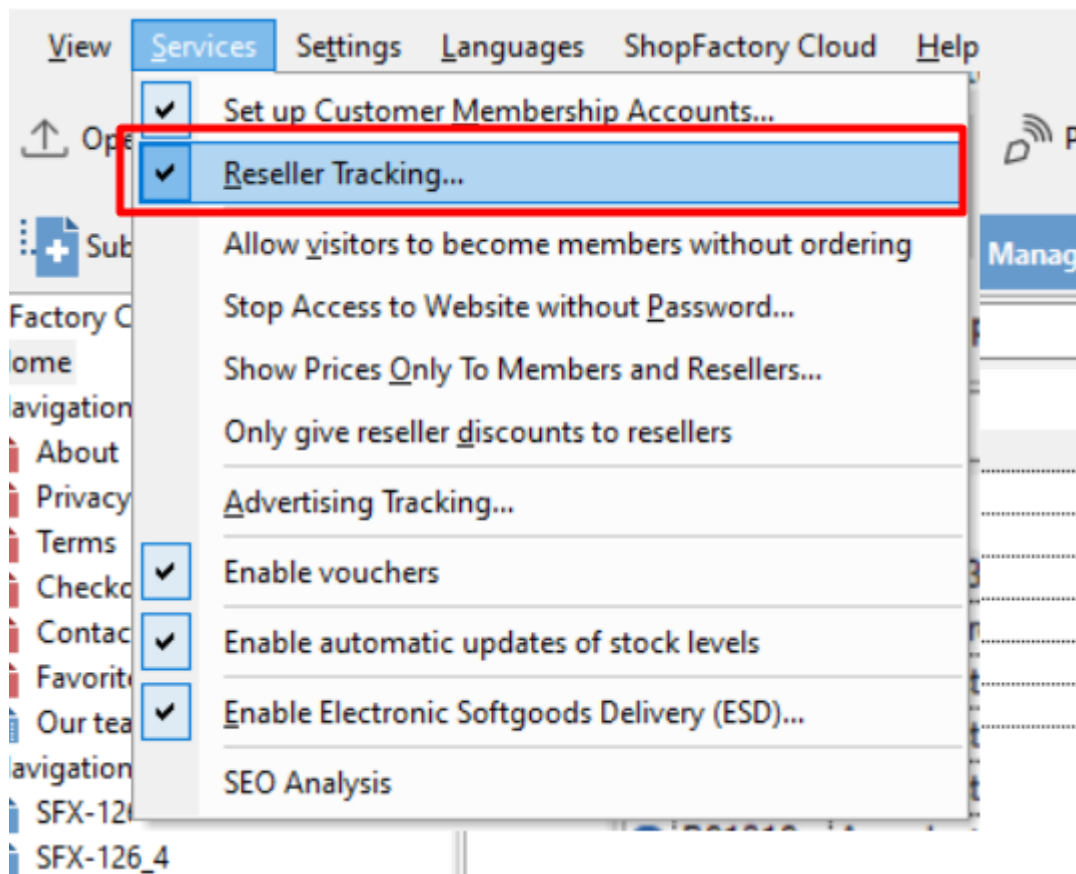 View Services Settings Languages ShopFactory Cloud Help
Set up Customer Membership Accounts...
Reseller Tracking...
Allow visitors to become members without ordering
Stop Access to Website without Password...
Show Prices Only To Members and Resellers...
Only give reseller discounts to resellers
Advertising Tracking...
Enable vouchers
Enable automatic updates of stock levels
Enable Electronic Softgoods Delivery (ESD)...
SEO Analysis
Factory
About
Privacy
Terms
Our
SFX-126_4